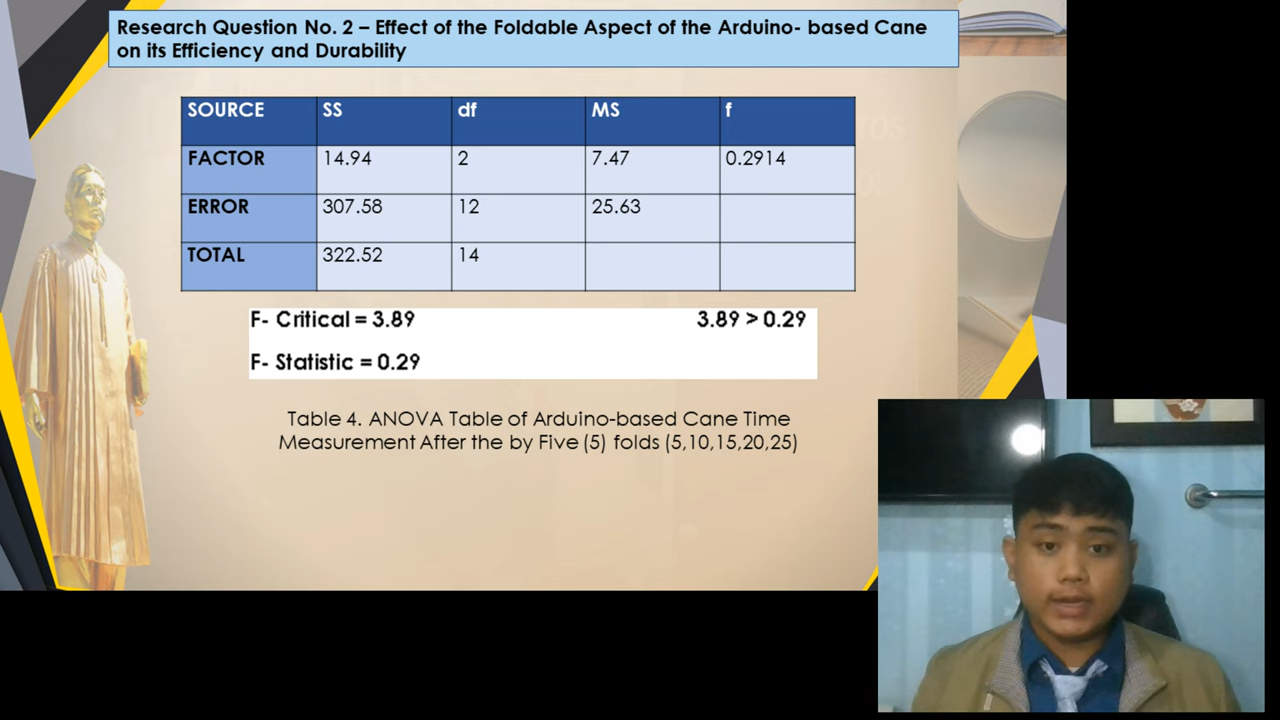 Research Question No. 2 – Effect of the Foldable Aspect of the Arduino- based Cane
on its Efficiency and Durability
SOURCE SS df MS f
FACTOR 14.94 2 7.47 0.2914
ERROR 307.58 12 25.63
TOTAL 322.52 14
F- Critical = 3.89 3.89 > 0.29
F- Statistic = 0.29
Table 4. ANOVA Table of Arduino-based Cane Time
Measurement After the by Five (5) folds (5,10,15,20,25)